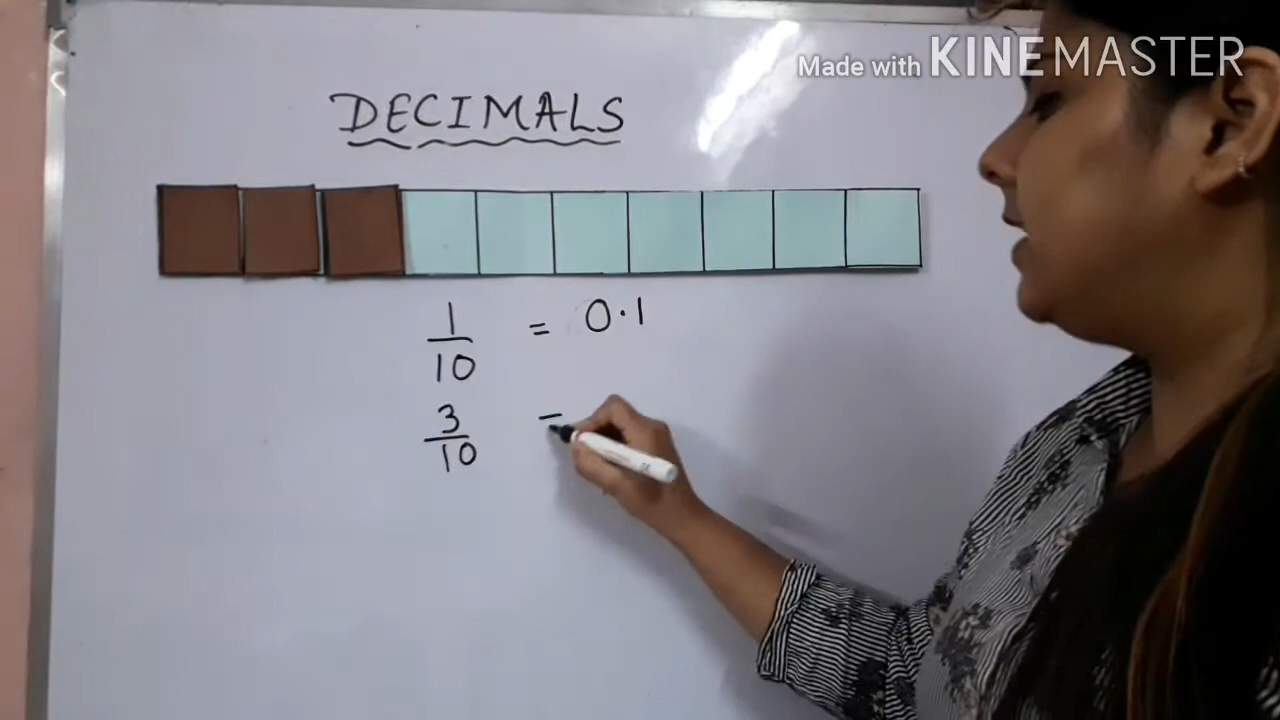 Made with KINEMASTER
DECIMALS
1/10 = 0.1
3/10 =